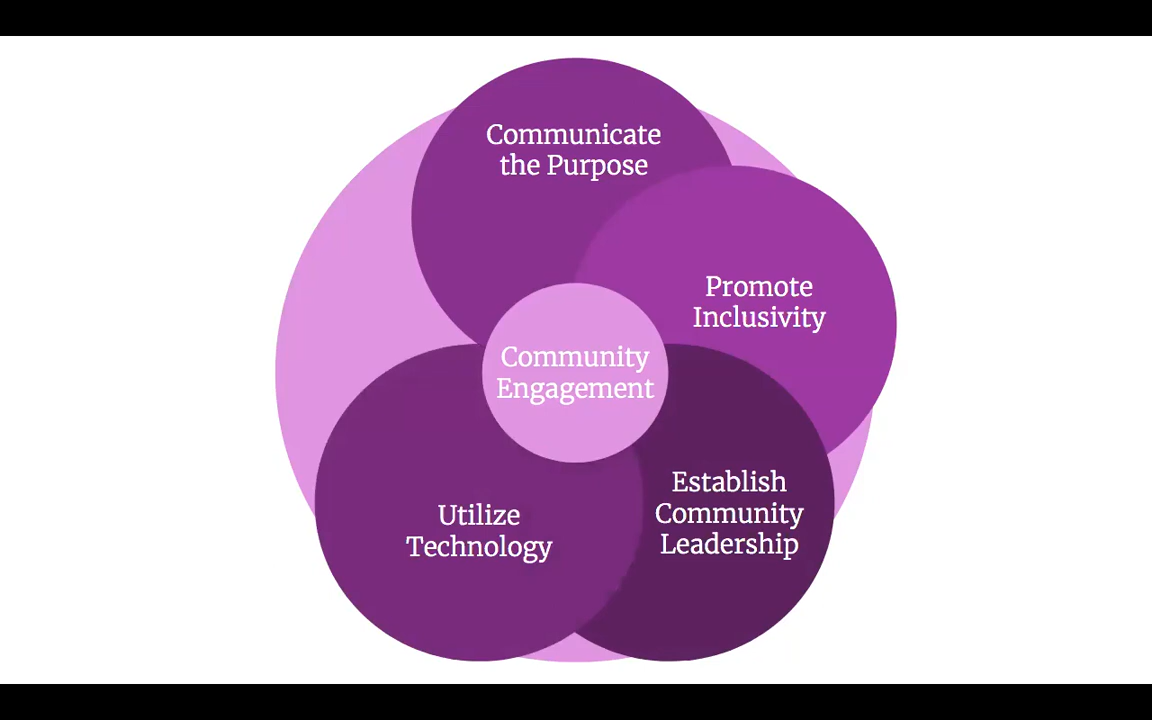 Communicate
the Purpose
Promote
Inclusivity
Community
Engagement
Establish
Community
Leadership
Utilize
Technology